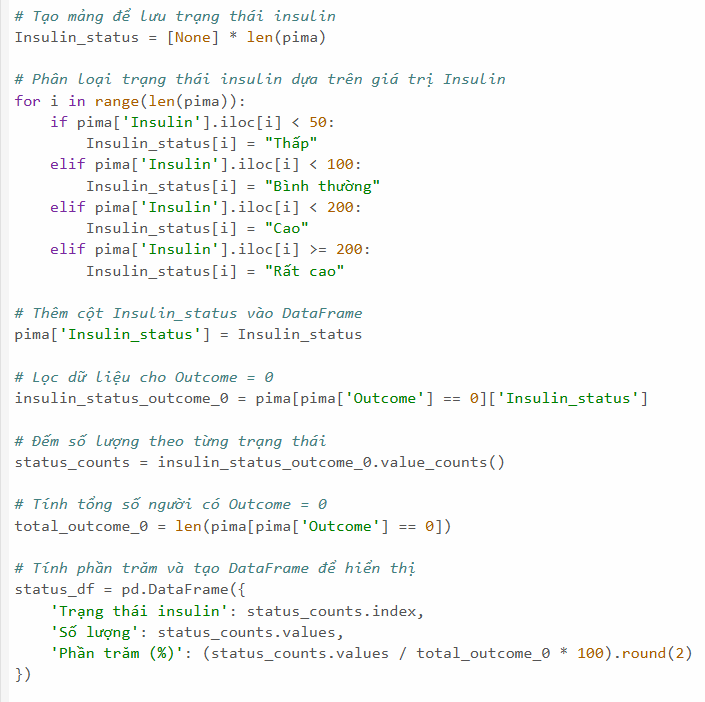 # Tạo mảng để lưu trạng thái insulin
Insulin_status = [None] * len(pima)
# Phân loại trạng thái insulin dựa trên giá trị Insulin
for i in range(len(pima)):
    if pima['Insulin'].iloc[i] < 50:
        Insulin_status[i] = "Thấp"
    elif pima['Insulin'].iloc[i] < 100:
        Insulin_status[i] = "Bình thường"
    elif pima['Insulin'].iloc[i] < 200:
        Insulin_status[i] = "Cao"
    elif pima['Insulin'].iloc[i] >= 200:
        Insulin_status[i] = "Rất cao"
# Thêm cột Insulin_status vào DataFrame
pima['Insulin_status'] = Insulin_status
# Lọc dữ liệu cho Outcome = 0
insulin_status_outcome_0 = pima[pima['Outcome'] == 0]['Insulin_status']
# Đếm số lượng theo từng trạng thái
status_counts = insulin_status_outcome_0.value_counts()
# Tính tổng số người có Outcome = 0
total_outcome_0 = len(pima[pima['Outcome'] == 0])
# Tính phần trăm và tạo DataFrame để hiển thị
status_df = pd.DataFrame({
    'Trạng thái insulin': status_counts.index,
    'Số lượng': status_counts.values,
    'Phần trăm (%)': (status_counts.values / total_outcome_0 * 100).round(2)
})